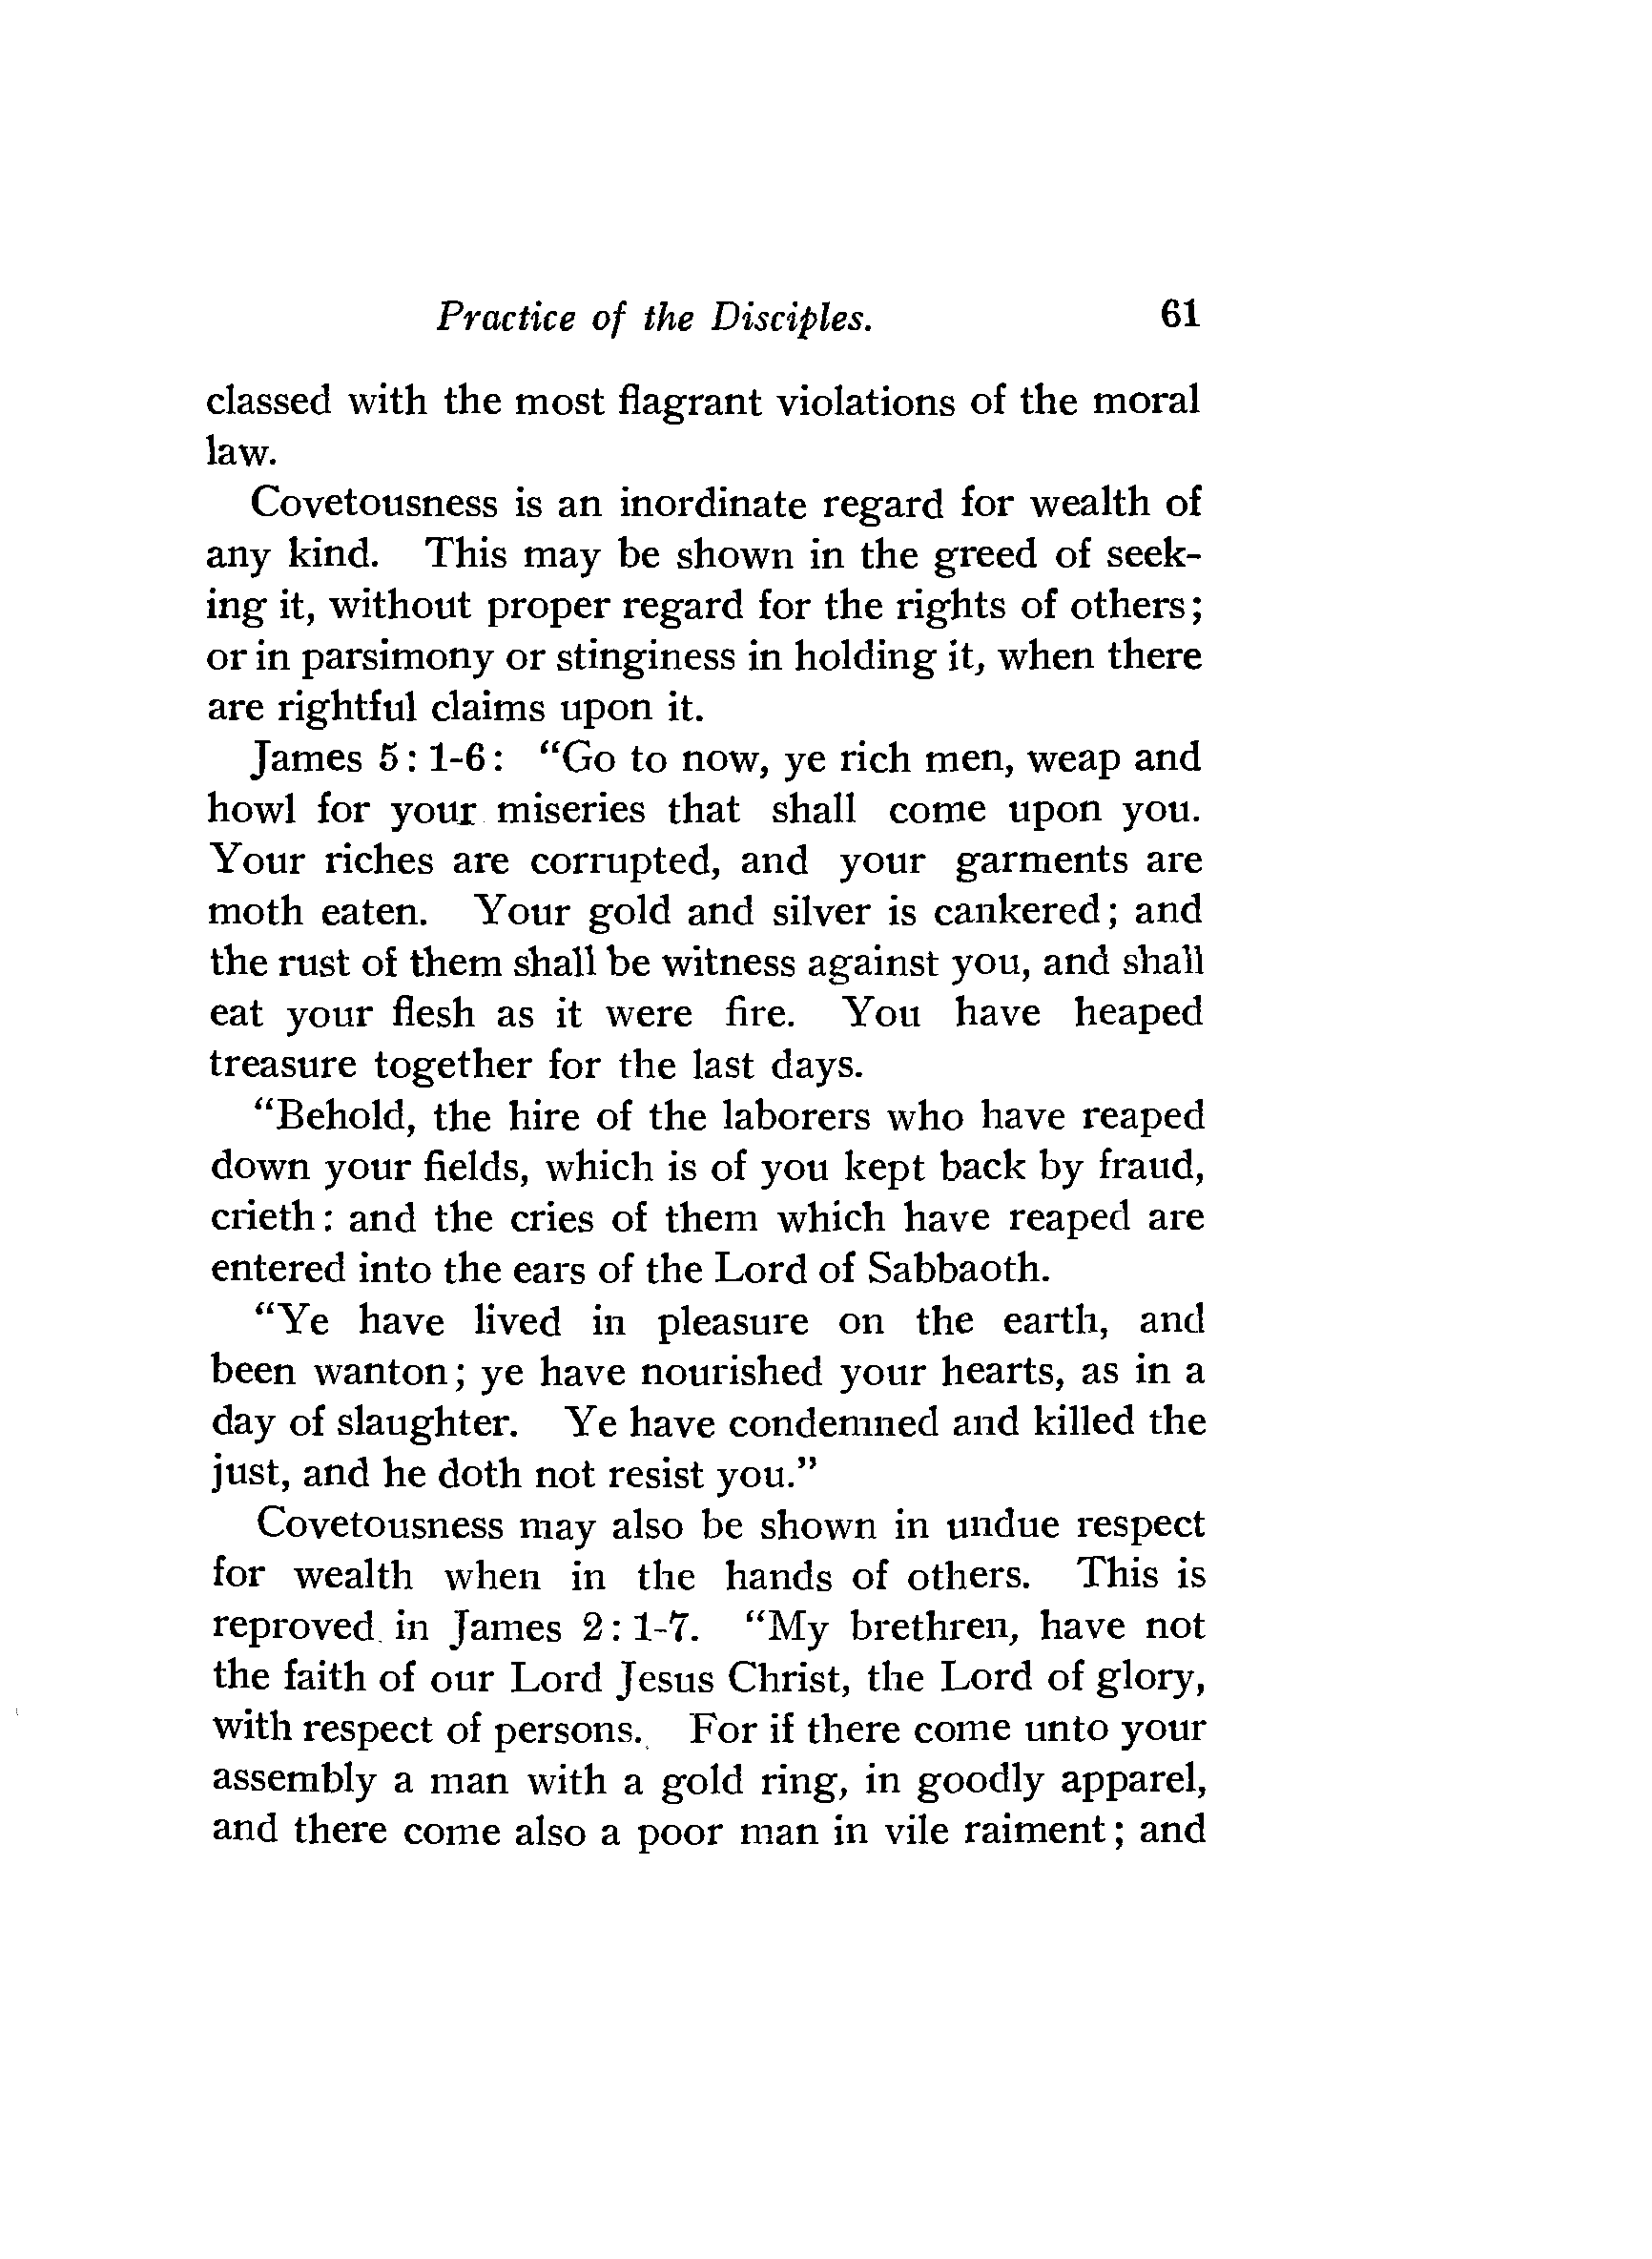 Practice of the Disciples. 61
classed with the most flagrant violations of the moral
law.
Covetousness is an inordinate regard for wealth of
any kind. This may be shown in the greed of seek-
ing it, without proper regard for the rights of others;
or in parsimony or stinginess in holding it, when there
are rightful claims upon it.
James 5: 1-6: “Go to now, ye rich men, weap and
howl for your miseries that shall come upon you.
Your riches are corrupted, and your garments are
moth eaten. Your gold and silver is cankered; and
the rust of them shall be witness against you, and shall
eat your flesh as it were fire. You have heaped
treasure together for the last days.
“Behold, the hire of the laborers who have reaped
down your fields, which is of you kept back by fraud,
crieth: and the cries of them which have reaped are
entered into the ears of the Lord of Sabbaoth.
“Ye have lived in pleasure on the earth, and
been wanton; ye have nourished your hearts, as in a
day of slaughter. Ye have condemned and killed the
just, and he doth not resist you.”
Covetousness may also be shown in undue respect
for wealth when in the hands of others. This is
reproved in James 2: 1-7. “My brethren, have not
the faith of our Lord Jesus Christ, the Lord of glory,
with respect of persons. For if there come unto your
assembly a man with a gold ring, in goodly apparel,
and there come also a poor man in vile raiment; and